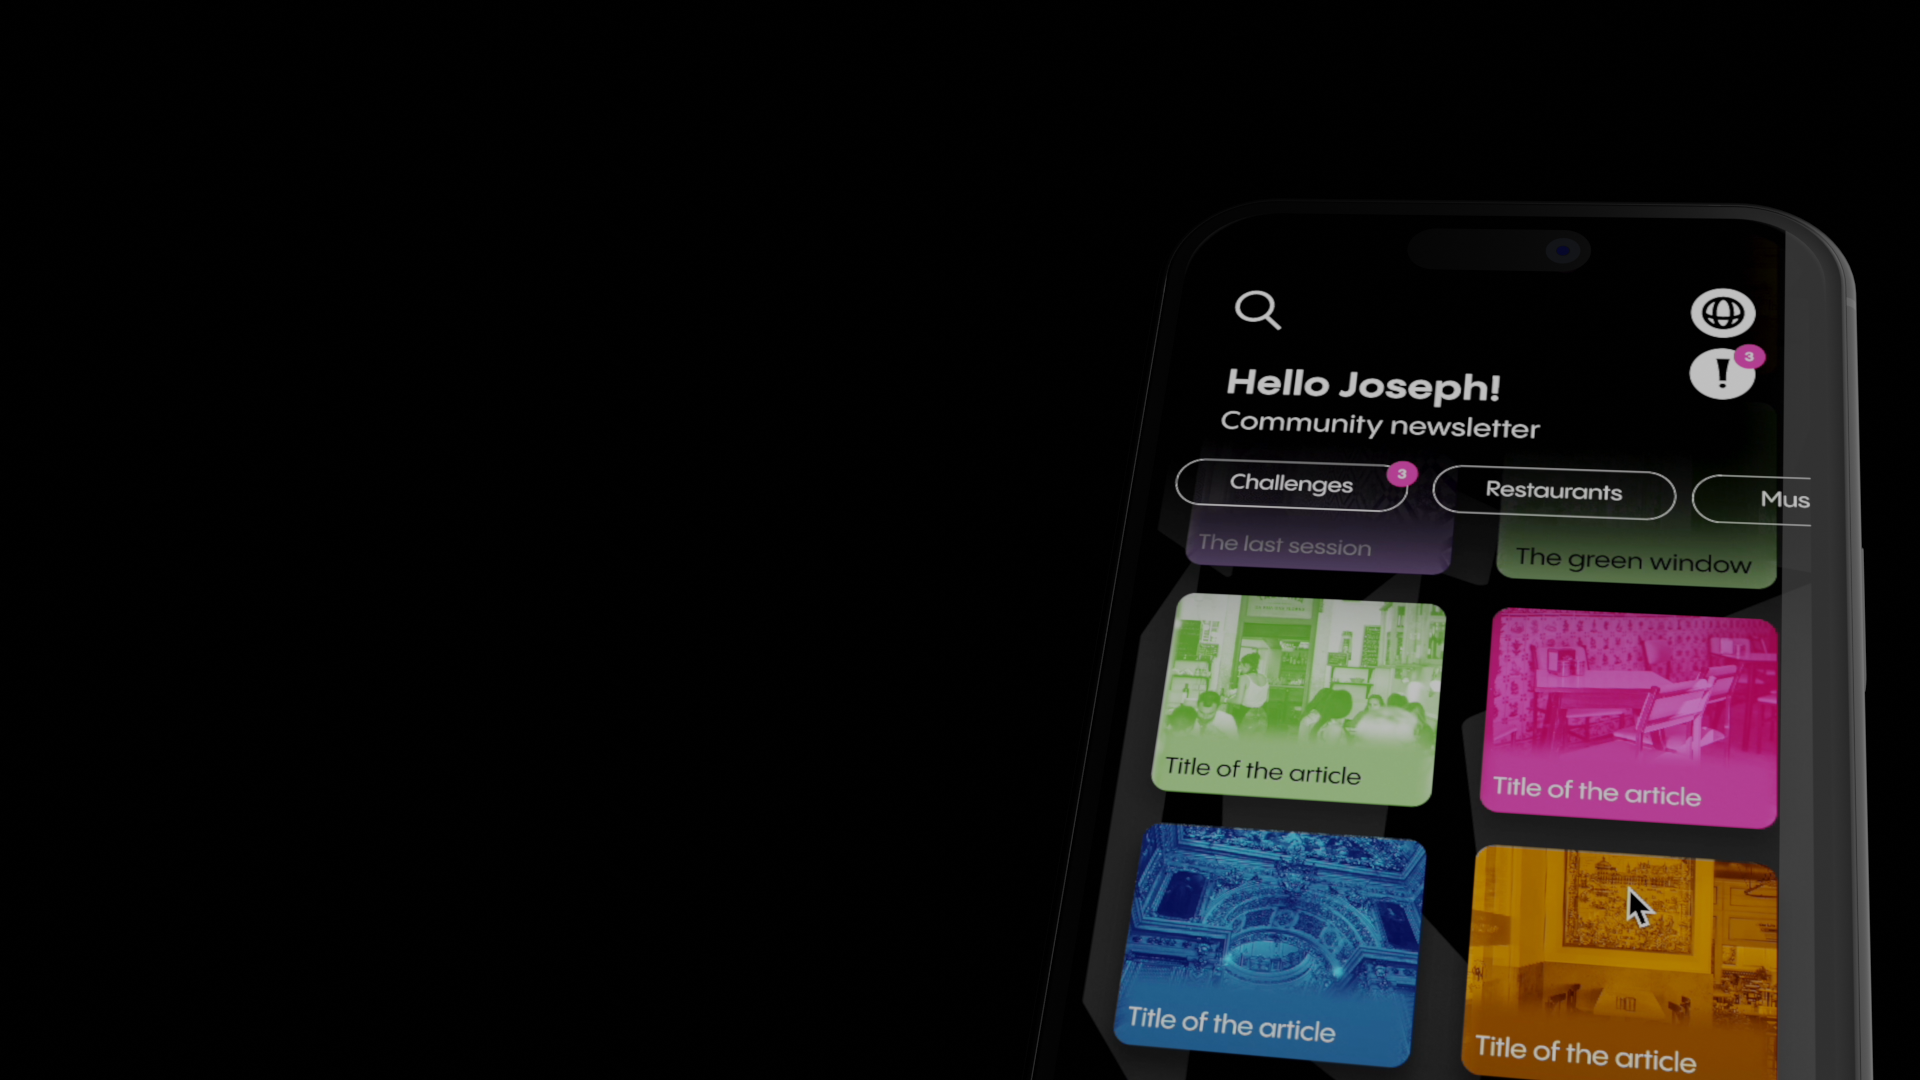 3
Hello Joseph!
Community newsletter
Challenges
3
Restaurants
Mus
The last session
The green window
Title of the article
Title of the article
Title of the article
Title of the article